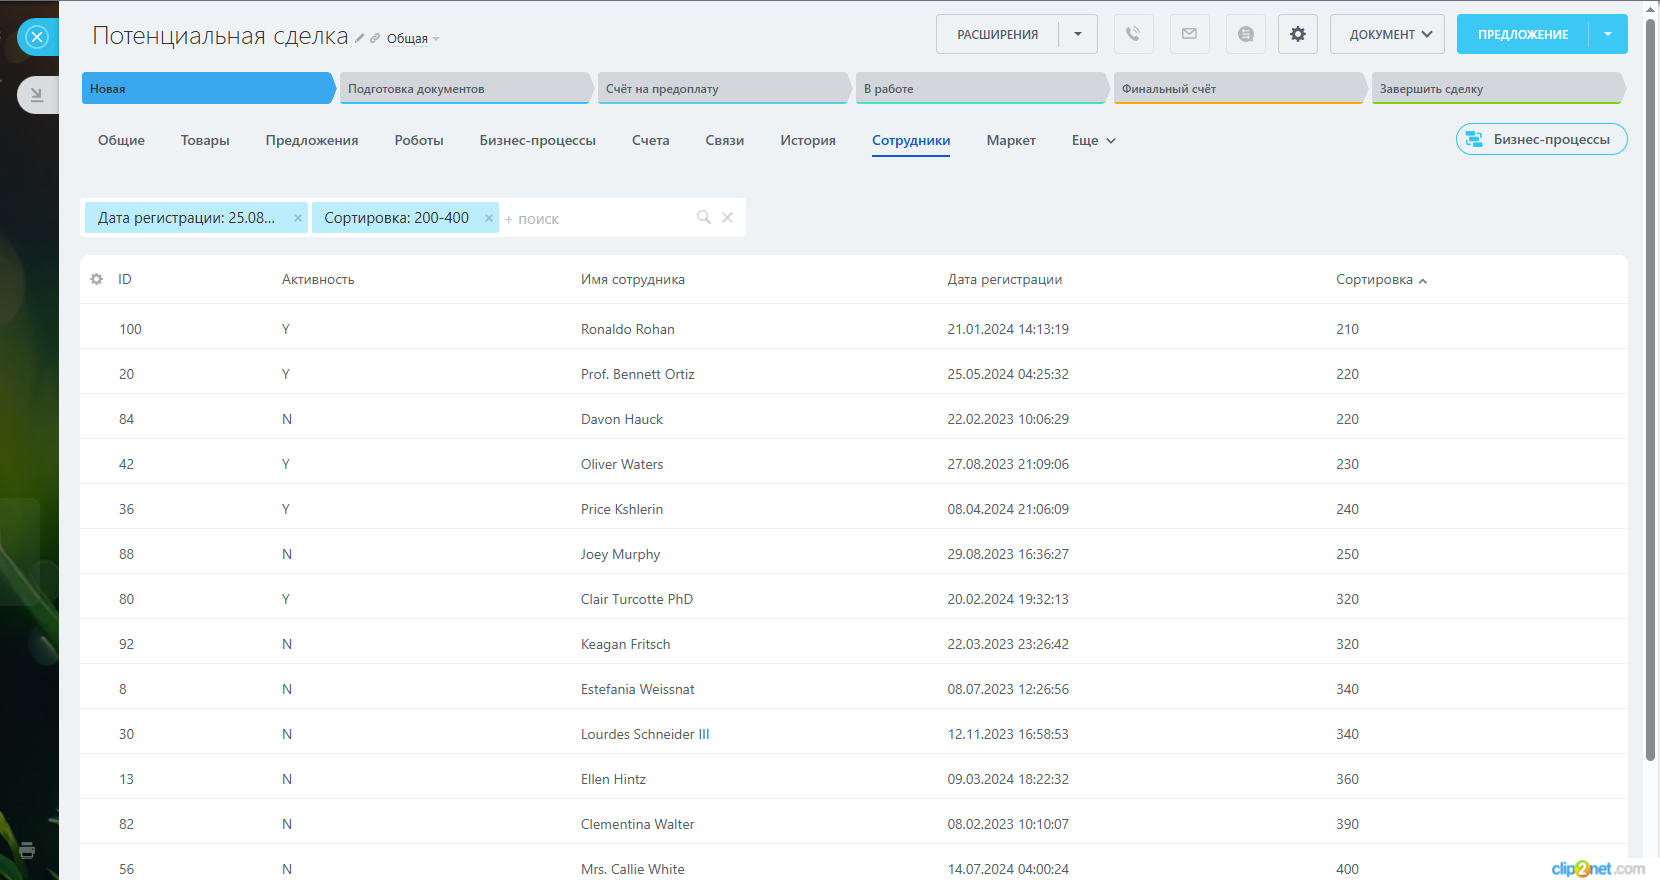 Потенциальная сделка Общая
РАСШИРЕНИЯ ДОКУМЕНТ ПРЕДЛОЖЕНИЕ
Новая Подготовка документов Счёт на предоплату В работе Финальный счёт Завершить сделку
Общие Товары Предложения Роботы Бизнес-процессы Счета Связи История Сотрудники Маркет Еще Бизнес-процессы
Дата регистрации: 25.08... × Сортировка: 200-400 × + поиск
ID Активность Имя сотрудника Дата регистрации Сортировка
100 Y Ronaldo Rohan 21.01.2024 14:13:19 210
20 Y Prof. Bennett Ortiz 25.05.2024 04:25:32 220
84 N Davon Hauck 22.02.2023 10:06:29 220
42 Y Oliver Waters 27.08.2023 21:09:06 230
36 Y Price Kshlerin 08.04.2024 21:06:09 240
88 N Joey Murphy 29.08.2023 16:36:27 250
80 Y Clair Turcotte PhD 20.02.2024 19:32:13 320
92 N Keagan Fritsch 22.03.2023 23:26:42 320
8 N Estefania Weissnat 08.07.2023 12:26:56 340
30 N Lourdes Schneider III 12.11.2023 16:58:53 340
13 N Ellen Hintz 09.03.2024 18:22:32 360
82 N Clementina Walter 08.02.2023 10:10:07 390
56 N Mrs. Callie White 14.07.2024 04:00:24 400
clip2net.com